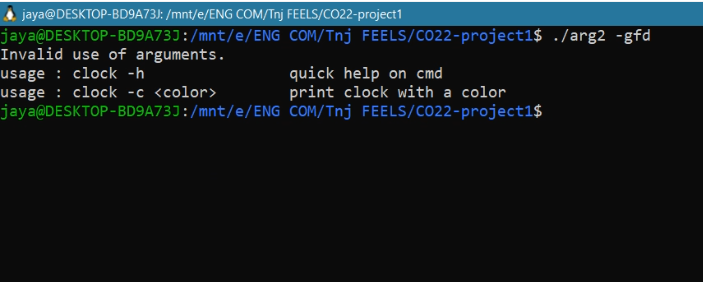 jaya@DESKTOP-BD9A73J: /mnt/e/ENG COM/Tnj FEELS/CO22-project1
jaya@DESKTOP-BD9A73J:/mnt/e/ENG COM/Tnj FEELS/CO22-project1$ ./arg2 -gfd
Invalid use of arguments.
usage : clock -h                quick help on cmd
usage : clock -c <color>        print clock with a color
jaya@DESKTOP-BD9A73J:/mnt/e/ENG COM/Tnj FEELS/CO22-project1$